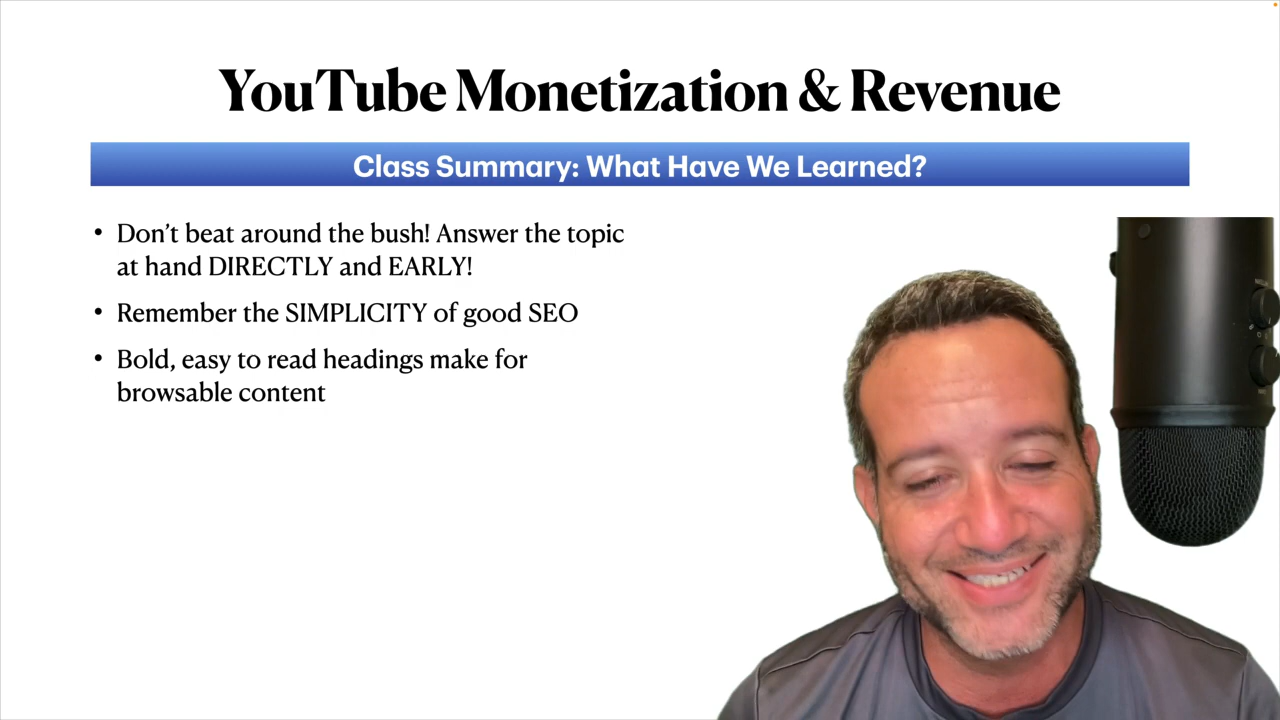 YouTube Monetization & Revenue
Class Summary: What Have We Learned?
• Don’t beat around the bush! Answer the topic
at hand DIRECTLY and EARLY!
• Remember the SIMPLICITY of good SEO
• Bold, easy to read headings make for
browsable content